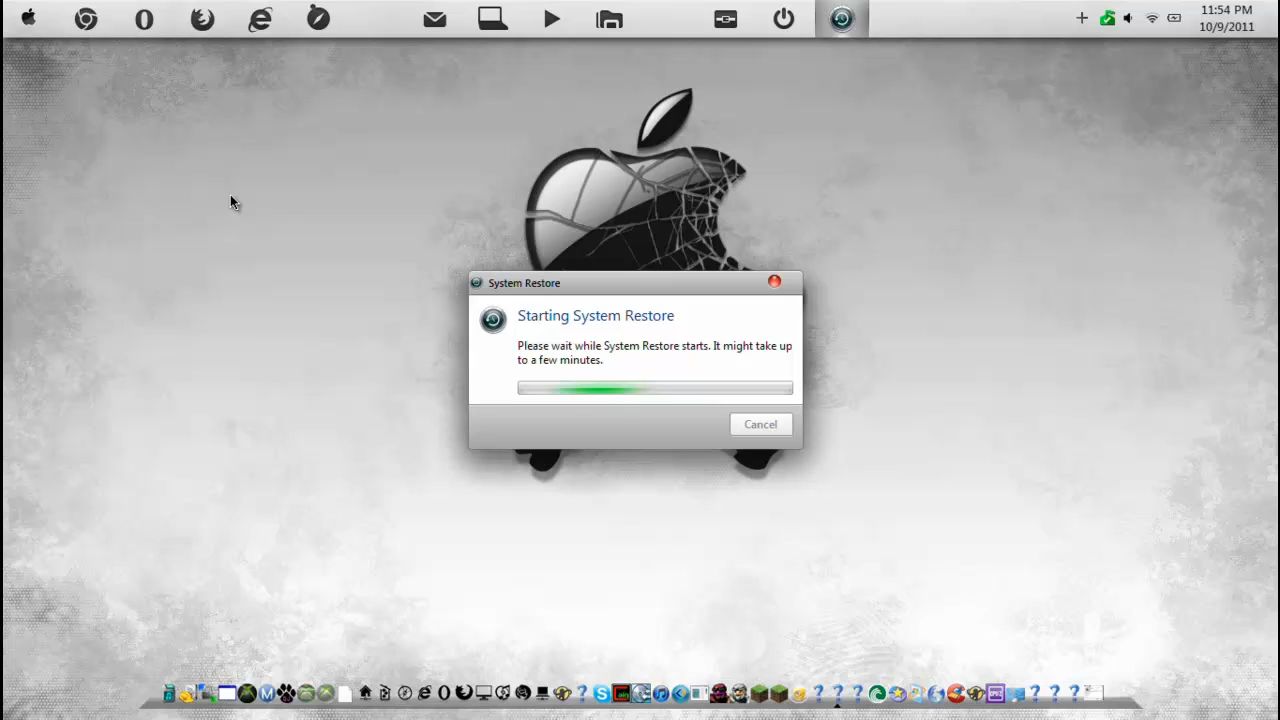 11:54 PM
10/9/2011
System Restore
Starting System Restore
Please wait while System Restore starts. It might take up
to a few minutes.
Cancel